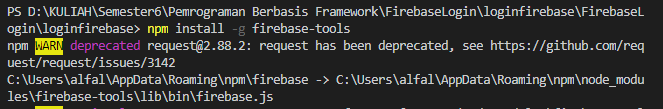 PS D:\KULIAH\Semester6\Pemrograman Berbasis Framework\FirebaseLogin\loginfirebase\FirebaseL
ogin\loginfirebase> npm install -g firebase-tools
npm WARN deprecated request@2.88.2: request has been deprecated, see https://github.com/req
uest/request/issues/3142
C:\Users\alfal\AppData\Roaming\npm\firebase -> C:\Users\alfal\AppData\Roaming\npm\node_modu
les\firebase-tools\lib\bin\firebase.js